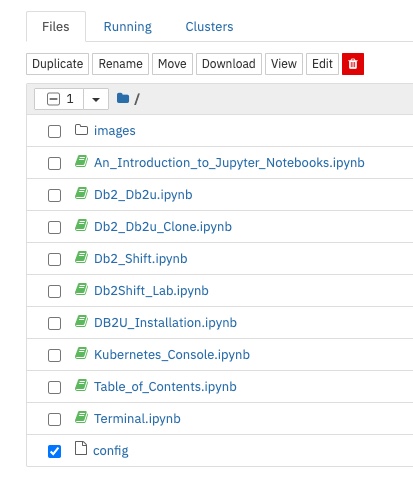 Files Running Clusters
Duplicate Rename Move Download View Edit
1 /
images
An_Introduction_to_Jupyter_Notebooks.ipynb
Db2_Db2u.ipynb
Db2_Db2u_Clone.ipynb
Db2_Shift.ipynb
Db2Shift_Lab.ipynb
DB2U_Installation.ipynb
Kubernetes_Console.ipynb
Table_of_Contents.ipynb
Terminal.ipynb
config